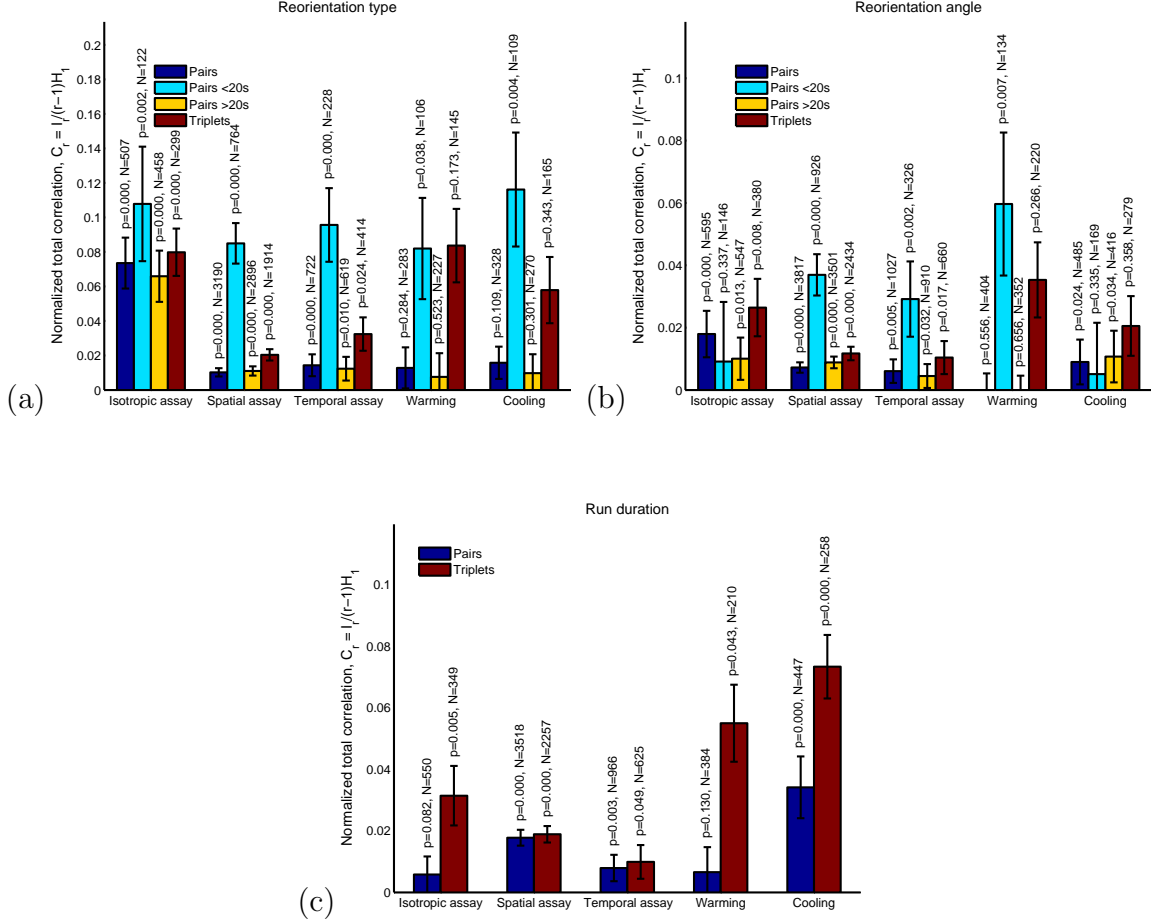 Reorientation type
Normalized total correlation, C_r = I_r/(r−1)H_1
0.2
0.18
0.16
0.14
0.12
0.1
0.08
0.06
0.04
0.02
0
Pairs
Pairs <20s
Pairs >20s
Triplets
p=0.000, N=507
p=0.002, N=122
p=0.000, N=458
p=0.000, N=299
p=0.000, N=3190
p=0.000, N=764
p=0.000, N=2896
p=0.000, N=1914
p=0.000, N=722
p=0.000, N=228
p=0.010, N=619
p=0.024, N=414
p=0.284, N=283
p=0.038, N=106
p=0.523, N=227
p=0.173, N=145
p=0.109, N=328
p=0.004, N=109
p=0.301, N=270
p=0.343, N=165
Isotropic assay
Spatial assay
Temporal assay
Warming
Cooling
(a)
Reorientation angle
Normalized total correlation, C_r = I_r/(r−1)H_1
0.1
0.08
0.06
0.04
0.02
0
Pairs
Pairs <20s
Pairs >20s
Triplets
p=0.000, N=595
p=0.337, N=146
p=0.013, N=547
p=0.008, N=380
p=0.000, N=3817
p=0.000, N=926
p=0.000, N=3501
p=0.000, N=2434
p=0.005, N=1027
p=0.002, N=326
p=0.032, N=910
p=0.017, N=660
p=0.556, N=404
p=0.007, N=134
p=0.656, N=352
p=0.266, N=220
p=0.024, N=485
p=0.335, N=169
p=0.034, N=416
p=0.358, N=279
Isotropic assay
Spatial assay
Temporal assay
Warming
Cooling
(b)
Run duration
Normalized total correlation, C_r = I_r/(r−1)H_1
0.1
0.08
0.06
0.04
0.02
0
Pairs
Triplets
p=0.082, N=550
p=0.005, N=349
p=0.000, N=3518
p=0.000, N=2257
p=0.003, N=966
p=0.049, N=625
p=0.130, N=384
p=0.043, N=210
p=0.000, N=447
p=0.000, N=258
Isotropic assay
Spatial assay
Temporal assay
Warming
Cooling
(c)